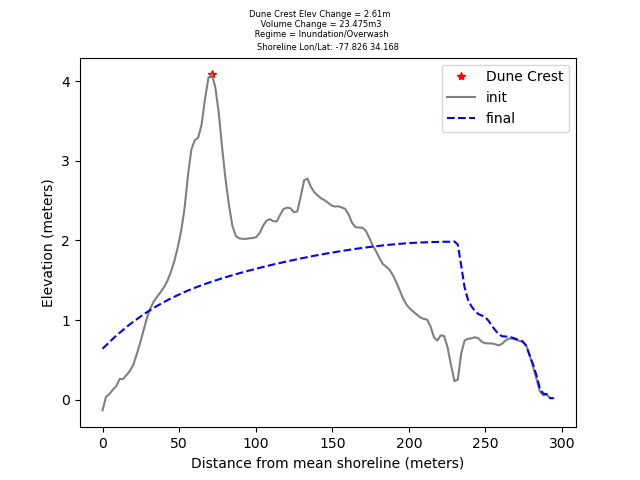 Dune Crest Elev Change = 2.61m
Volume Change = 23.475m3
Regime = Inundation/Overwash
Shoreline Lon/Lat: -77.826 34.168
Dune Crest
init
final
Elevation (meters)
4
3
2
1
0
0 50 100 150 200 250 300
Distance from mean shoreline (meters)